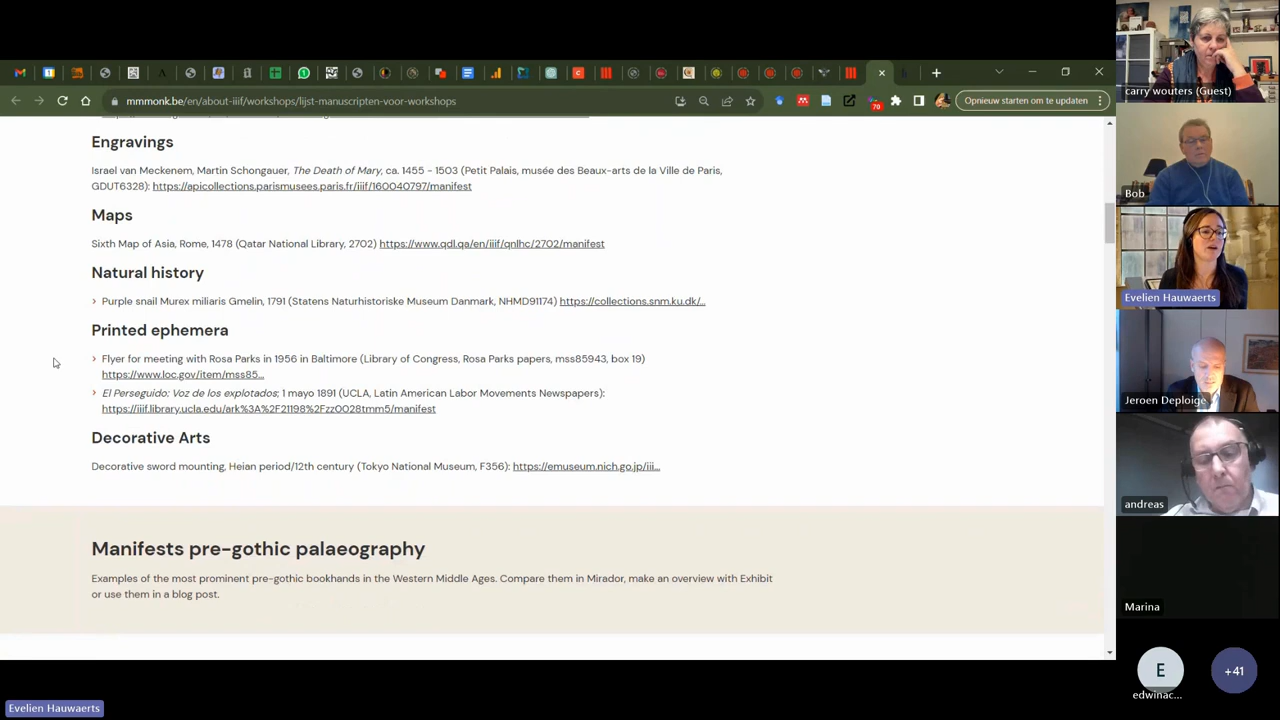 mmmonk.be/en/about-iiif/workshops/lijst-manuscripten-voor-workshops
70
Opnieuw starten om te updaten
Engravings
Israel van Meckenem, Martin Schongauer, The Death of Mary, ca. 1455 - 1503 (Petit Palais, musée des Beaux-arts de la Ville de Paris,
GDUT6328): https://apicollections.parismusees.paris.fr/iiif/160040797/manifest
Maps
Sixth Map of Asia, Rome, 1478 (Qatar National Library, 2702) https://www.qdl.qa/en/iiif/qnlhc/2702/manifest
Natural history
› Purple snail Murex miliaris Gmelin, 1791 (Statens Naturhistoriske Museum Danmark, NHMD91174) https://collections.snm.ku.dk/...
Printed ephemera
› Flyer for meeting with Rosa Parks in 1956 in Baltimore (Library of Congress, Rosa Parks papers, mss85943, box 19)
https://www.loc.gov/item/mss85...
› El Perseguido: Voz de los explotados; 1 mayo 1891 (UCLA, Latin American Labor Movements Newspapers):
https://iiif.library.ucla.edu/ark%3A%2F21198%2Fzz0028tmm5/manifest
Decorative Arts
Decorative sword mounting, Heian period/12th century (Tokyo National Museum, F356): https://emuseum.nich.go.jp/iii...
Manifests pre-gothic palaeography
Examples of the most prominent pre-gothic bookhands in the Western Middle Ages. Compare them in Mirador, make an overview with Exhibit
or use them in a blog post.
carry wouters (Guest)
Bob
Evelien Hauwaerts
Jeroen Deploige
andreas
Marina
E
edwinac...
+41
Evelien Hauwaerts